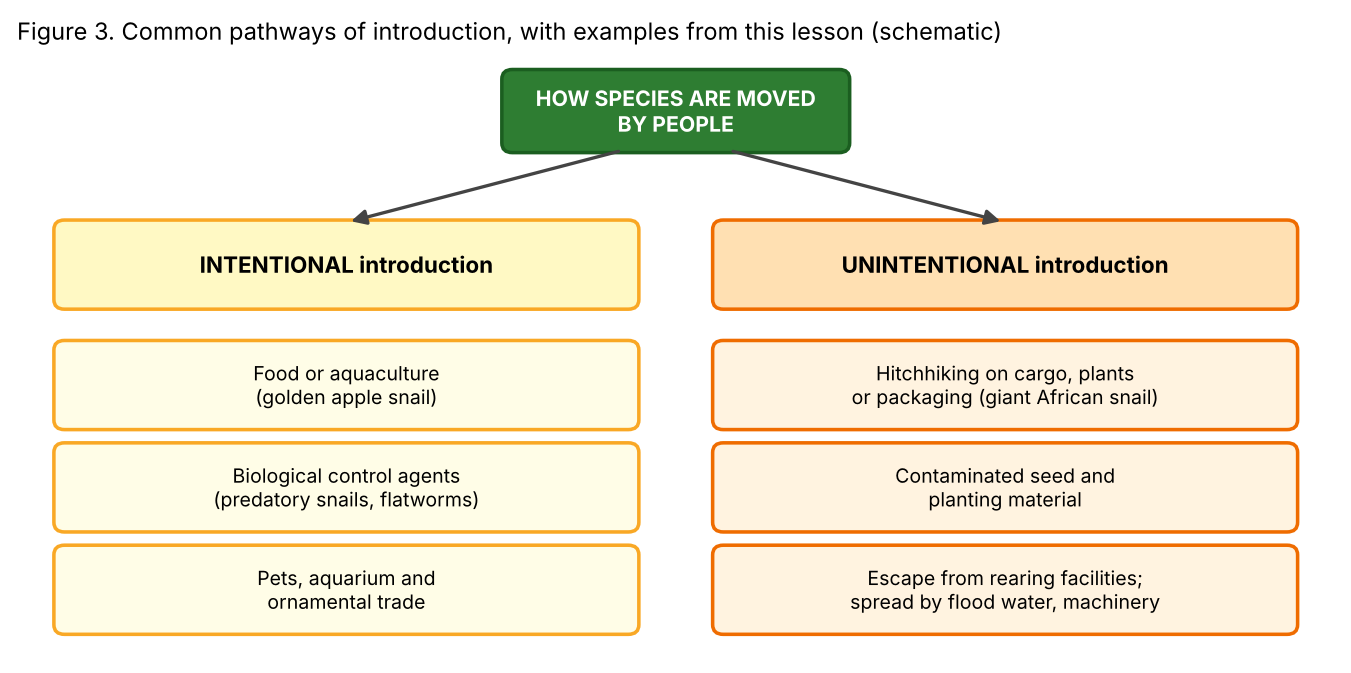 Figure 3. Common pathways of introduction, with examples from this lesson (schematic)
HOW SPECIES ARE MOVED
BY PEOPLE
INTENTIONAL introduction
Food or aquaculture
(golden apple snail)
Biological control agents
(predatory snails, flatworms)
Pets, aquarium and
ornamental trade
UNINTENTIONAL introduction
Hitchhiking on cargo, plants
or packaging (giant African snail)
Contaminated seed and
planting material
Escape from rearing facilities;
spread by flood water, machinery